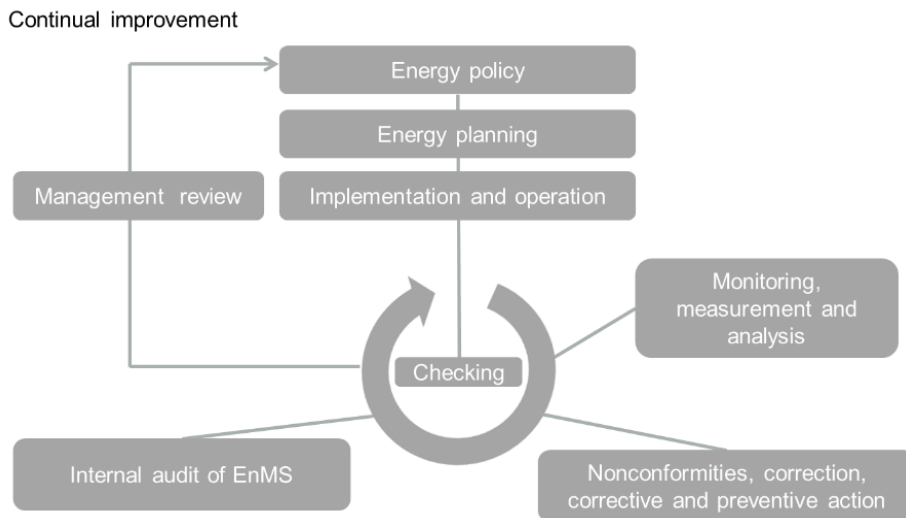 Continual improvement
Energy policy
Energy planning
Management review
Implementation and operation
Monitoring,
measurement and
analysis
Checking
Internal audit of EnMS
Nonconformities, correction,
corrective and preventive action